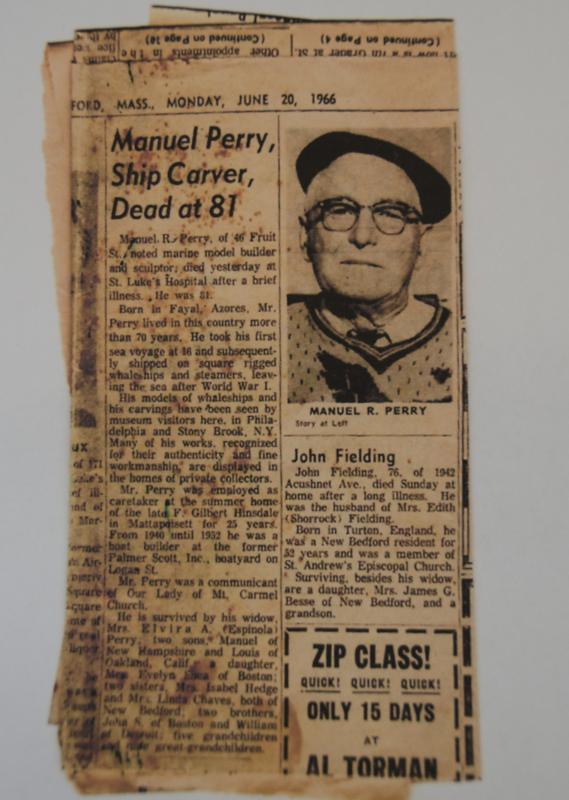 (Continued on Page 4)
(Continued on Page 10)
Other appointments in the
FORD, MASS., MONDAY, JUNE 20, 1966
Manuel Perry,
Ship Carver,
Dead at 81
Manuel R. Perry, of 46 Fruit
St., noted marine model builder
and sculptor, died yesterday at
St. Luke's Hospital after a brief
illness. He was 81.
Born in Fayal, Azores, Mr.
Perry lived in this country more
than 70 years. He took his first
sea voyage at 16 and subsequent-
ly shipped on square rigged
whaleships and steamers, leav-
ing the sea after World War I.
His models of whaleships and
his carvings have been seen by
museum visitors here, in Phila-
delphia and Stony Brook, N.Y.
Many of his works, recognized
for their authenticity and fine
workmanship, are displayed in
the homes of private collectors.
Mr. Perry was employed as
caretaker at the summer home
of the late F. Gilbert Hinsdale
in Mattapoisett for 25 years.
From 1940 until 1952 he was a
boat builder at the former
Palmer Scott, Inc., boatyard on
Logan St.
Mr. Perry was a communicant
of Our Lady of Mt. Carmel
Church.
He is survived by his widow,
Mrs. Elvira A. (Espinola)
Perry; two sons, Manuel of
New Hampshire and Louis of
Oakland, Calif., a daughter,
Mrs. Evelyn of Boston;
two sisters, Mrs. Isabel Hedge
and Mrs. Linda Chaves, both of
New Bedford; two brothers,
John S. of Boston and William
of Detroit; five grandchildren
and great-grandchildren.
MANUEL R. PERRY
Story at Left
John Fielding
John Fielding, 76, of 1942
Acushnet Ave., died Sunday at
home after a long illness. He
was the husband of Mrs. Edith
(Shorrock) Fielding.
Born in Turton, England, he
was a New Bedford resident for
52 years and was a member of
St. Andrew's Episcopal Church.
Surviving, besides his widow,
are a daughter, Mrs. James G.
Besse of New Bedford, and a
grandson.
ZIP CLASS!
QUICK! QUICK! QUICK!
ONLY 15 DAYS
AT
AL TORMAN